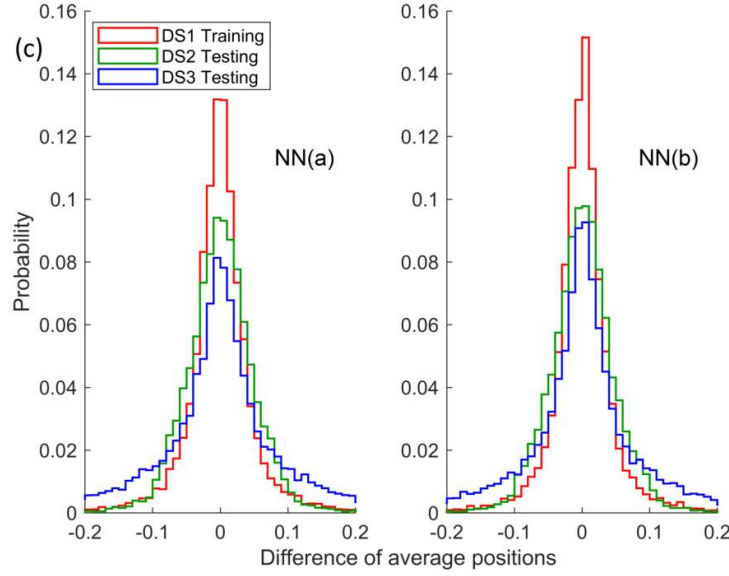 (c)
DS1 Training
DS2 Testing
DS3 Testing
NN(a)
NN(b)
Probability
0.16
0.14
0.12
0.1
0.08
0.06
0.04
0.02
0
-0.2 -0.1 0 0.1 0.2
0.16
0.14
0.12
0.1
0.08
0.06
0.04
0.02
0
-0.2 -0.1 0 0.1 0.2
Difference of average positions